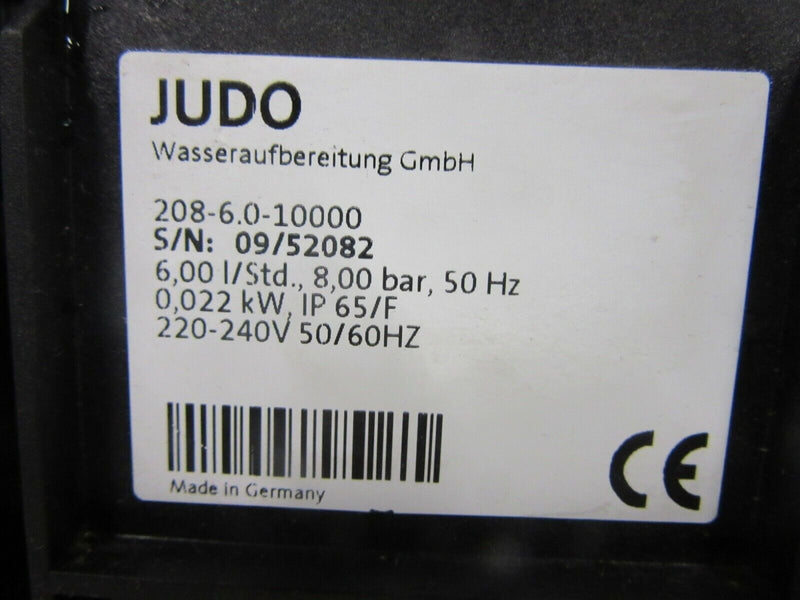 JUDO
Wasseraufbereitung GmbH
208-6.0-10000
S/N: 09/52082
6,00 l/Std., 8,00 bar, 50 Hz
0,022 kW, IP 65/F
220-240V 50/60HZ
Made in Germany
CE